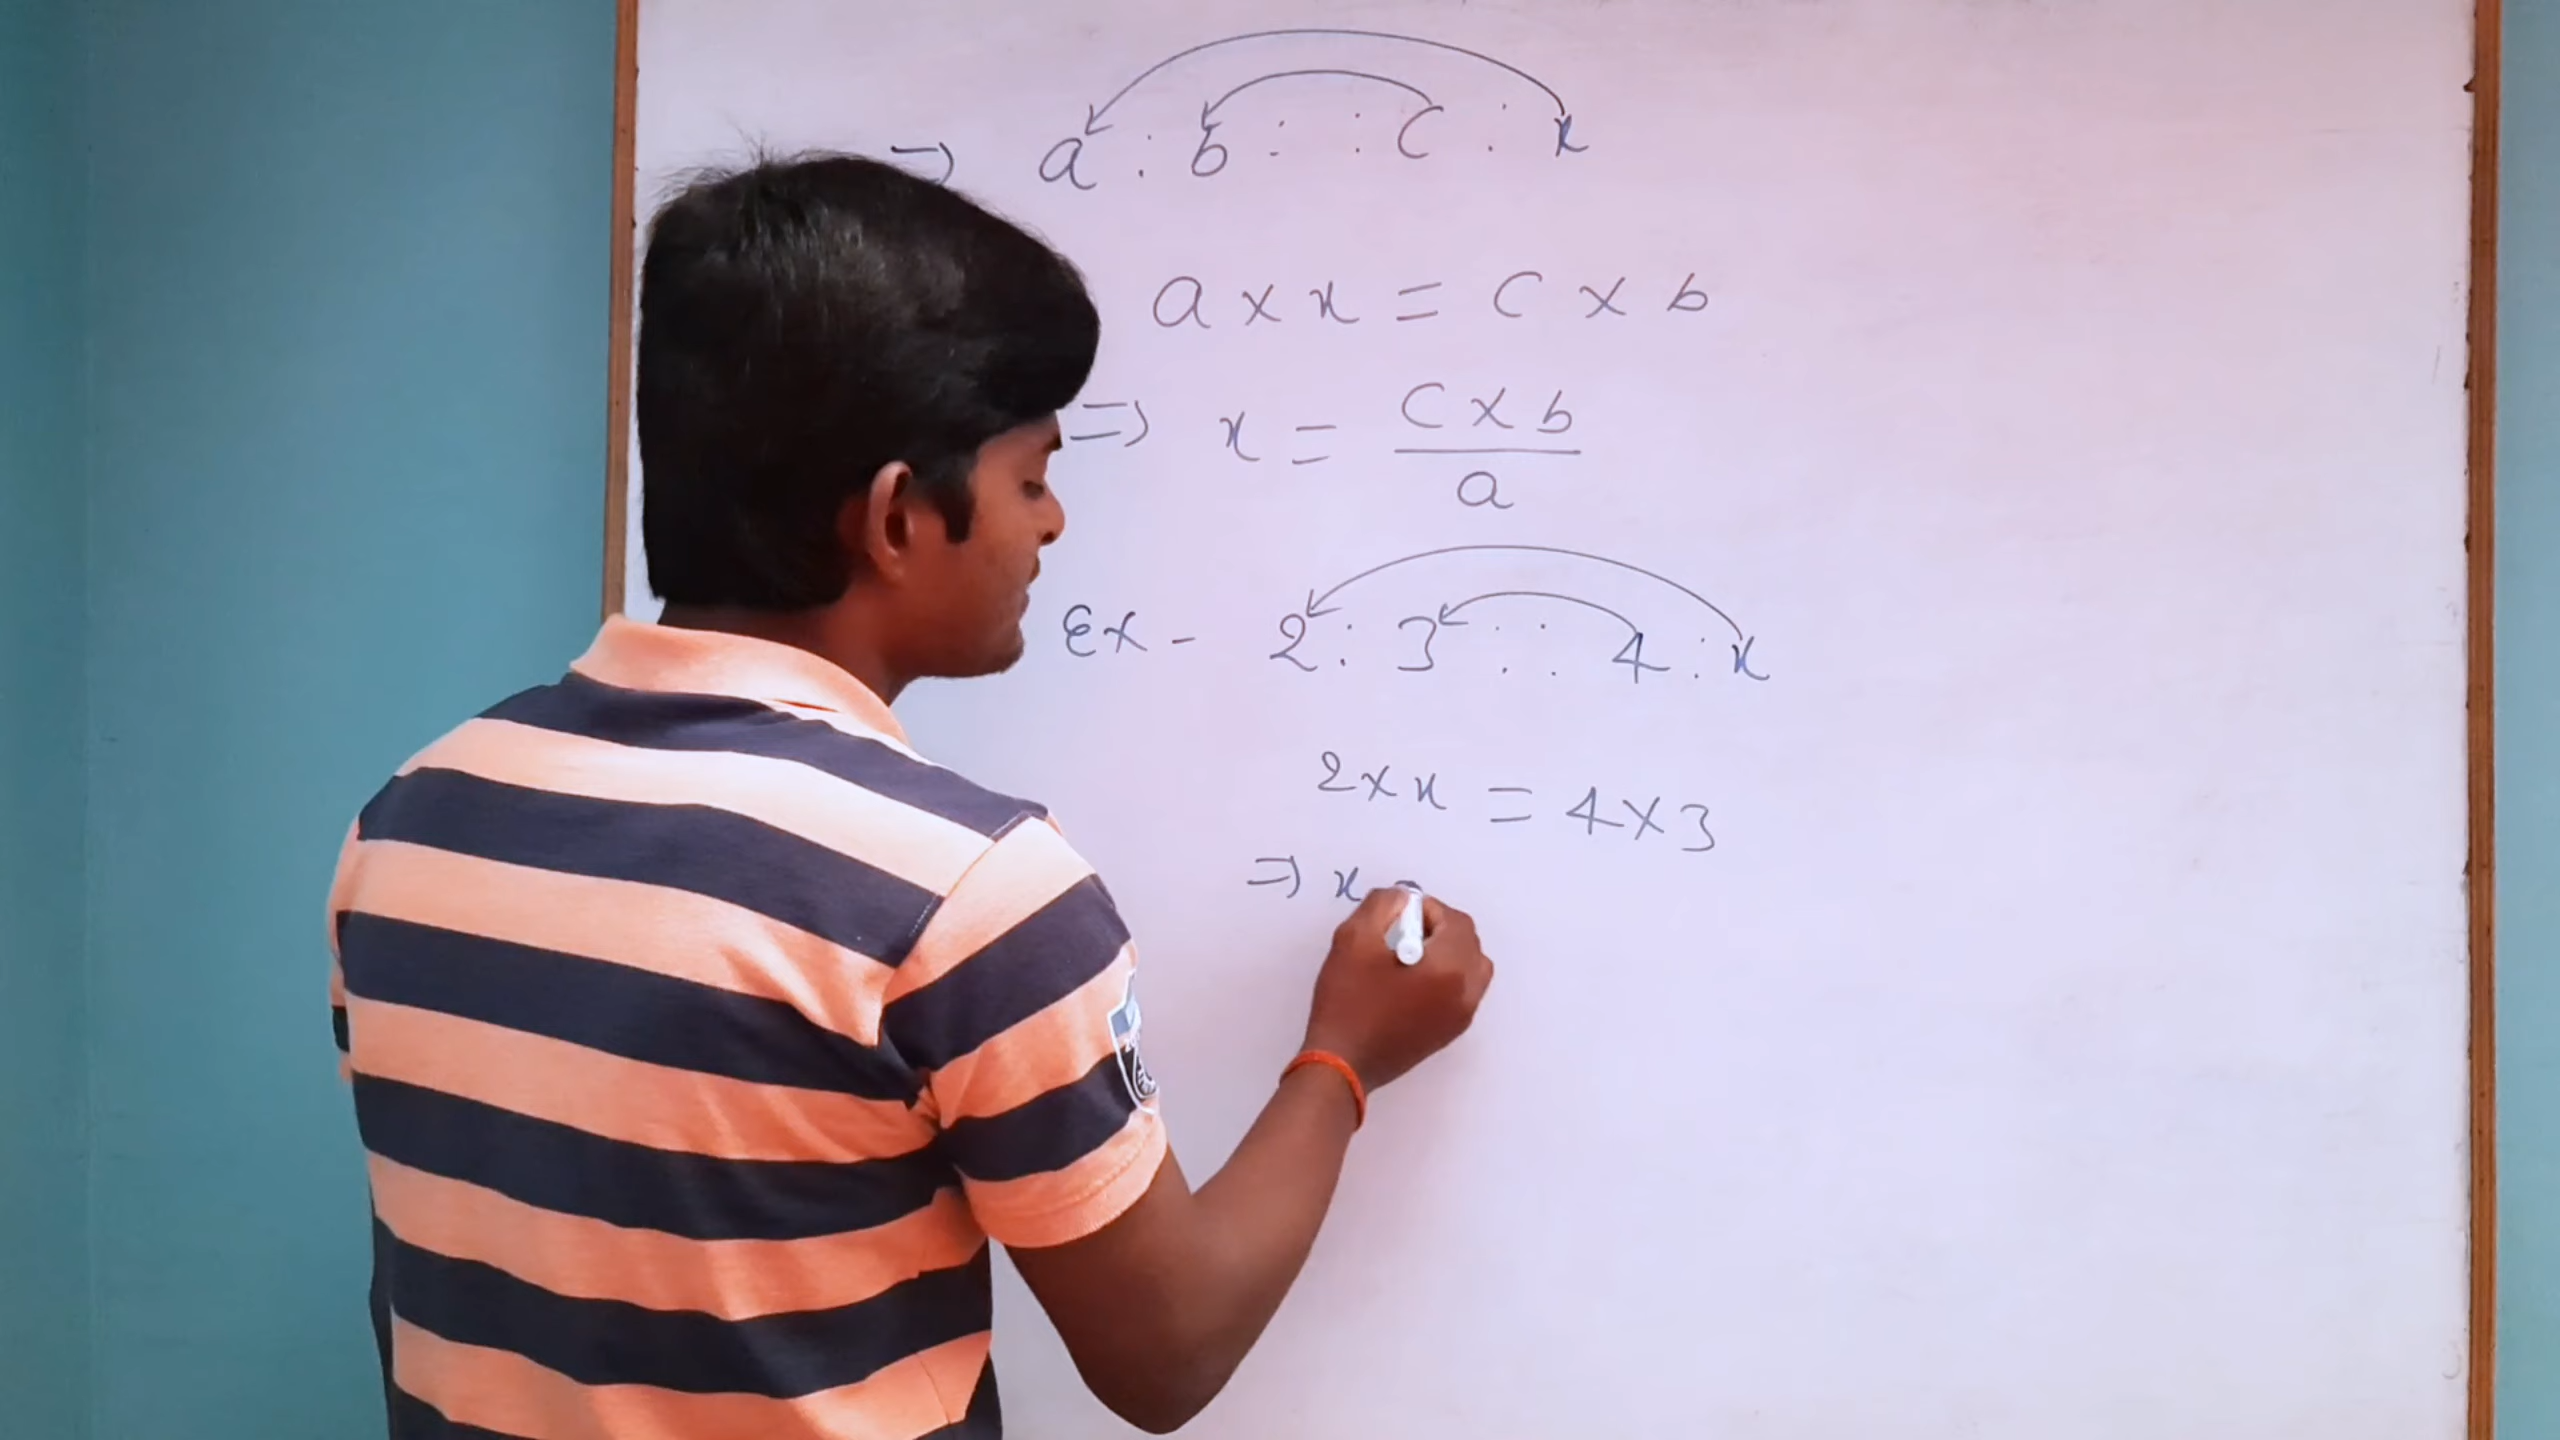 ⇒ a : b : : c : x
a × x = c × b
⇒ x = c × b / a
Ex - 2 : 3 : : 4 : x
2 × x = 4 × 3
⇒ x =